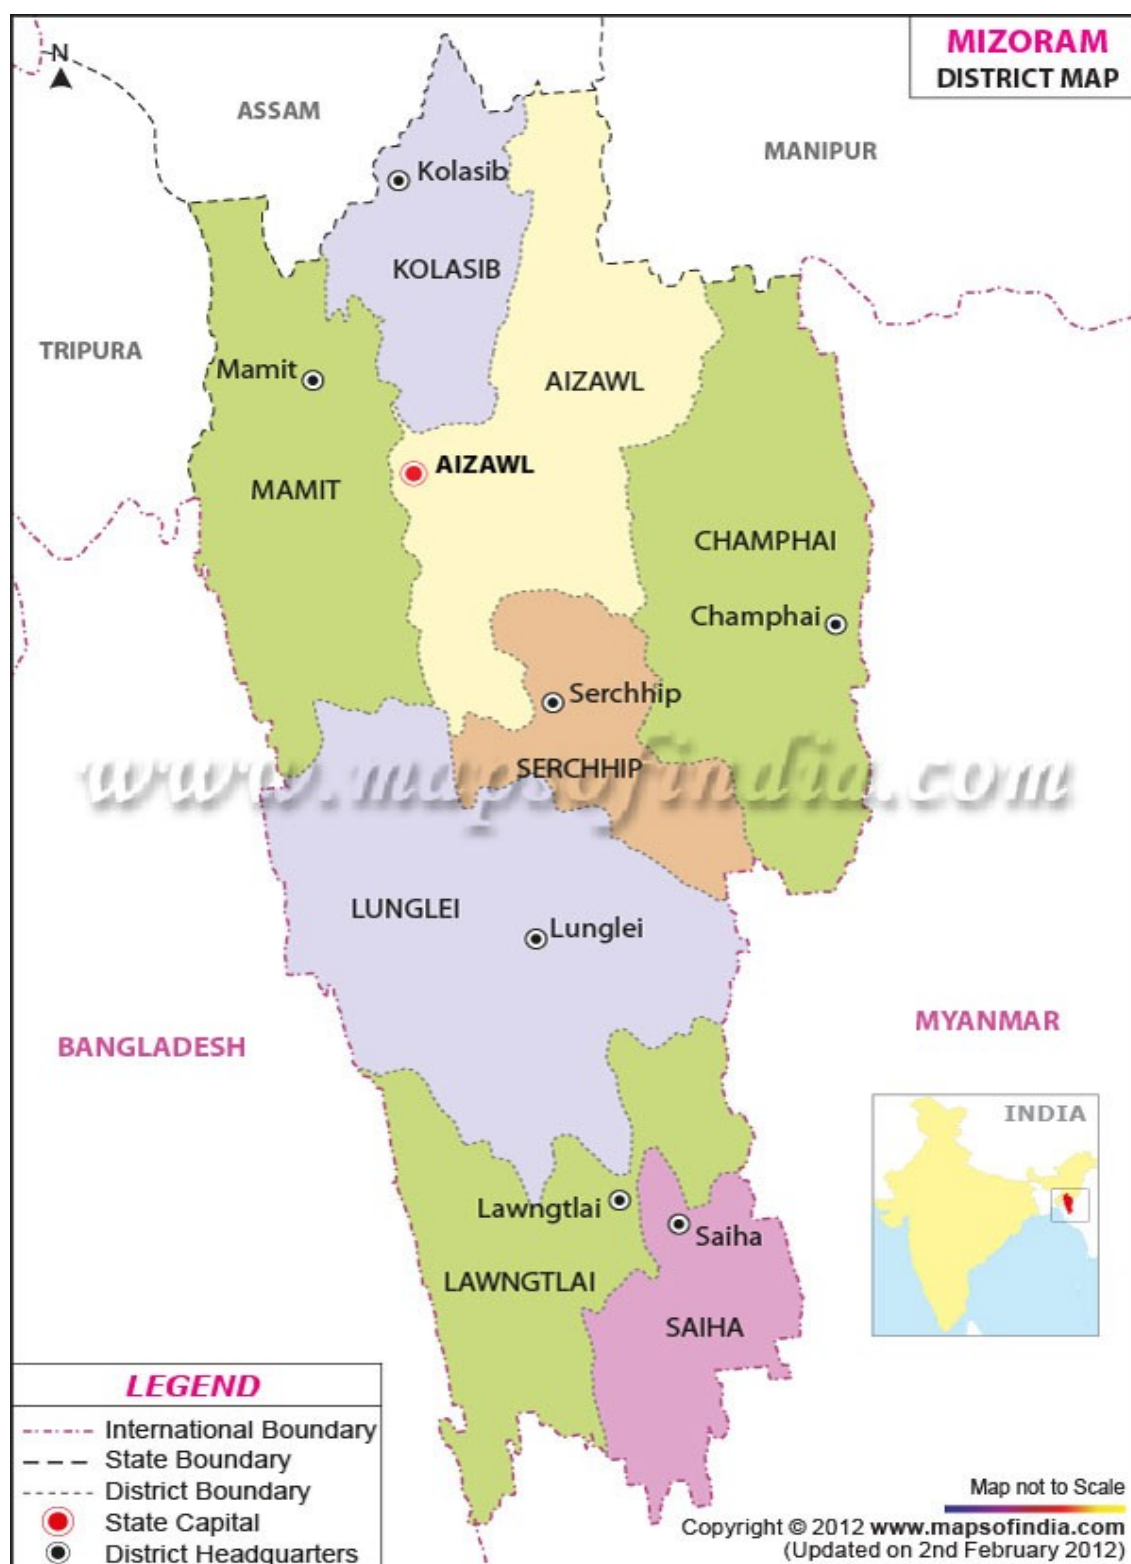 MIZORAM
DISTRICT MAP
N
ASSAM
MANIPUR
Kolasib
KOLASIB
TRIPURA
Mamit
AIZAWL
AIZAWL
MAMIT
CHAMPHAI
Champhai
Serchhip
SERCHHIP
www.mapsofindia.com
LUNGLEI
Lunglei
BANGLADESH
MYANMAR
INDIA
Lawngtlai
Saiha
LAWNGTLAI
SAIHA
LEGEND
International Boundary
State Boundary
District Boundary
State Capital
District Headquarters
Map not to Scale
Copyright © 2012 www.mapsofindia.com
(Updated on 2nd February 2012)